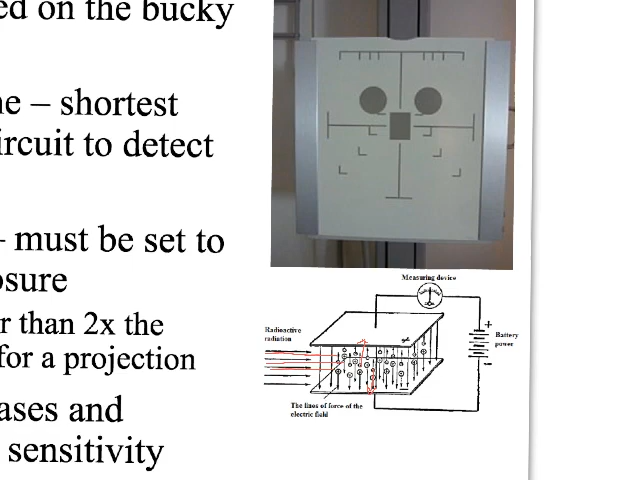 ed on the bucky
ne – shortest
ircuit to detect
– must be set to
osure
r than 2x the
for a projection
ases and
sensitivity
Measuring device
Radioactive
radiation
+
Battery
power
–
The lines of force of the
electric field